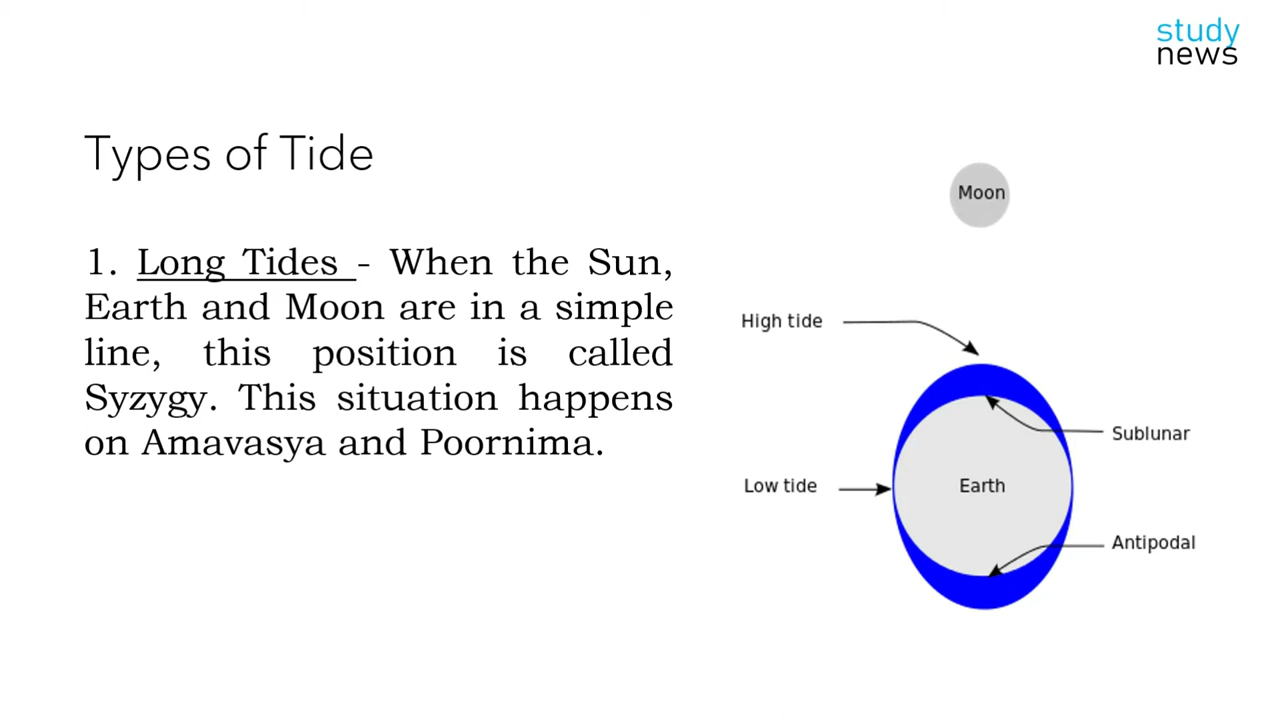 study
news
Types of Tide
1. Long Tides - When the Sun,
Earth and Moon are in a simple
line, this position is called
Syzygy. This situation happens
on Amavasya and Poornima.
Moon
High tide
Sublunar
Low tide
Earth
Antipodal